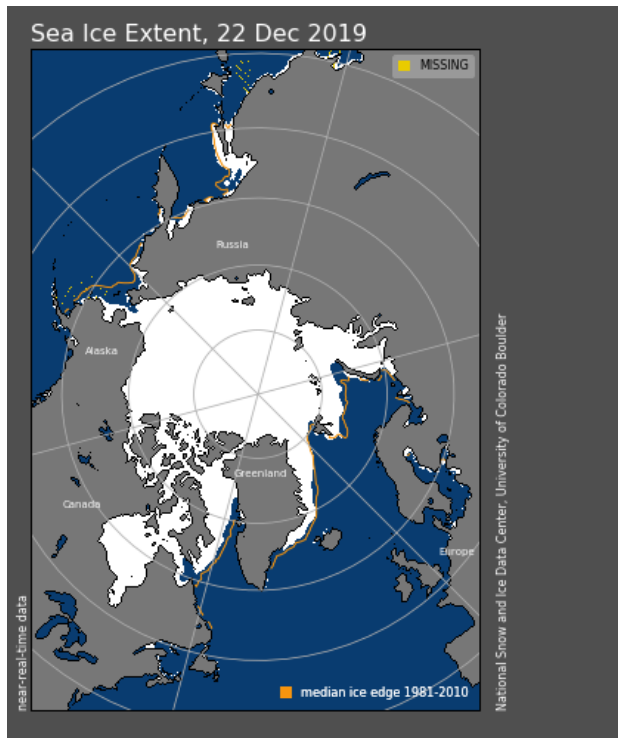 Sea Ice Extent, 22 Dec 2019
MISSING
Russia
Alaska
Greenland
Canada
Europe
near-real-time data
National Snow and Ice Data Center, University of Colorado Boulder
median ice edge 1981-2010